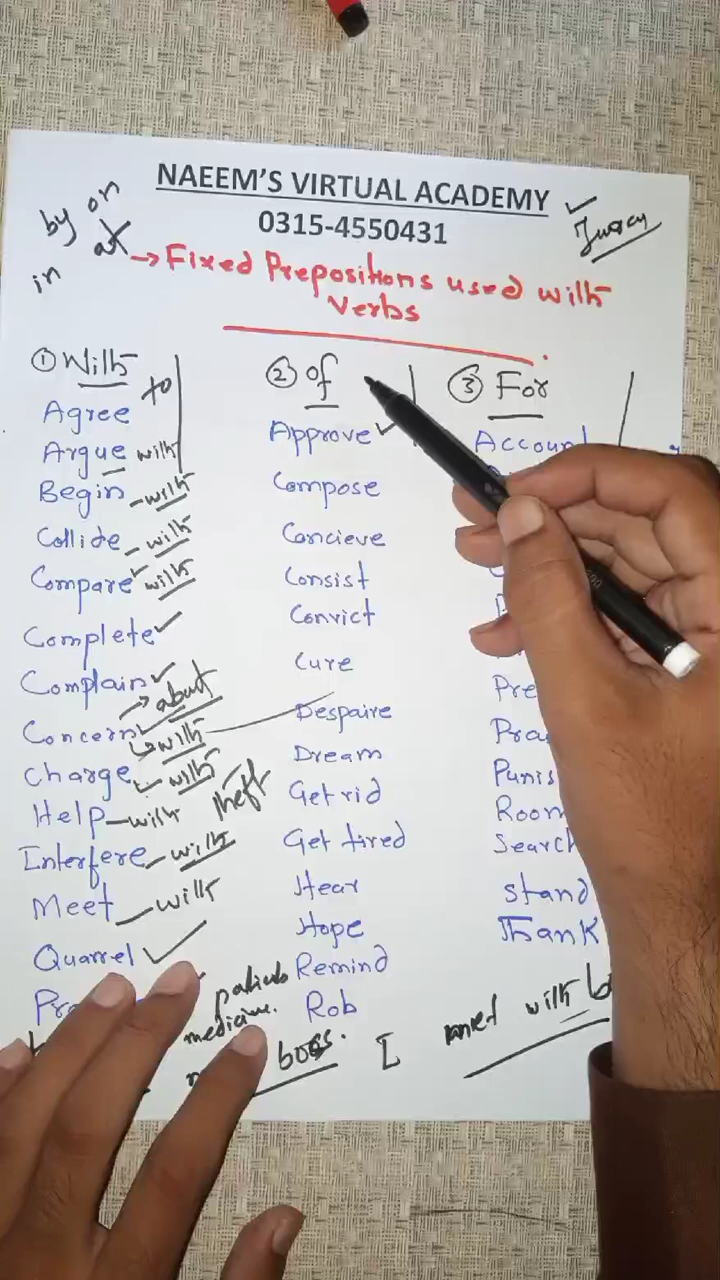 NAEEM'S VIRTUAL ACADEMY
0315-4550431
by on
in at
→ Fixed Prepositions used with
Verbs
① With
to
Agree
Argue with
Begin - with
Collide - with
Compare with
Complete
Complain
about
Concern
with
Charge with
theft
Help - with
Interfere - with
Meet - with
Quarrel
medicine.
② Of
Approve
Compose
Concieve
Consist
Convict
Cure
Despaire
Dream
Get rid
Get tired
Hear
Hope
Remind
Rob
boss.
③ For
Account
Pre
Pra
Punis
Room
Search
stand
Thank
I with